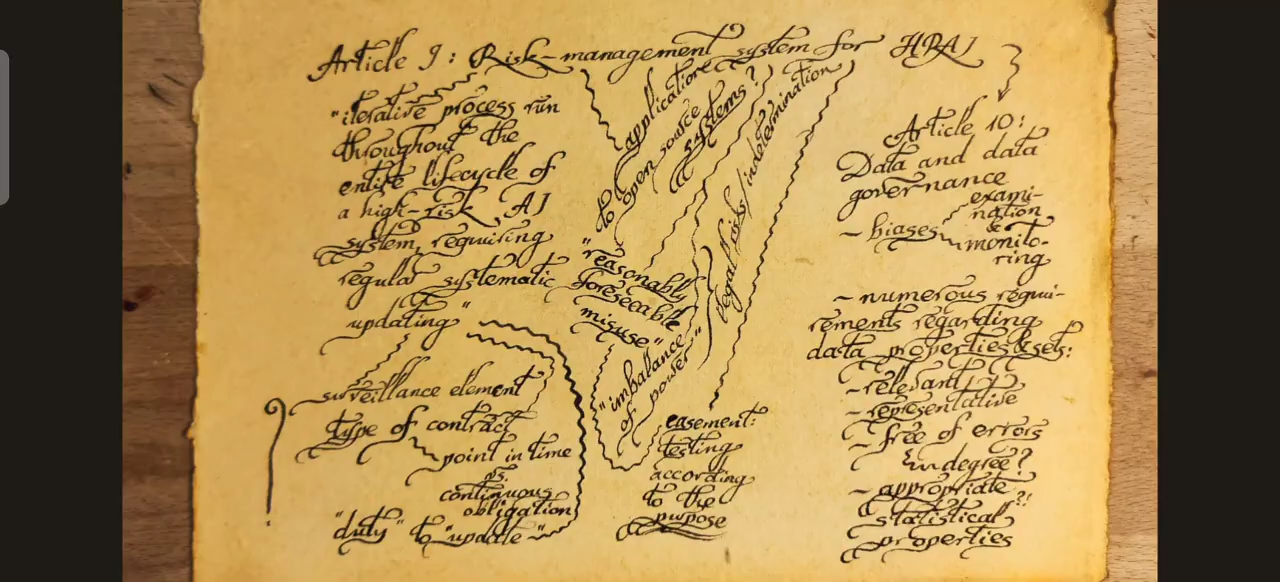 Article 9: Risk-management system for HRAI
"iterative process run
throughout the
entire lifecycle of
a high-risk AI
system, requiring
regular systematic
updating"
surveillance element
type of contract
point in time
vs.
continuous
obligation
"duty" to "update"
?
application
to open source
systems?
"reasonably
foreseeable
misuse"
"imbalance
of power"
legal risks/indetermination
easement:
testing
according
to the
purpose
Article 10:
Data and data
governance
- biases
exami-
nation
&
monito-
ring
- numerous requi-
rements regarding
data properties & sets:
- relevant
- representative
- free of errors
degree?
- appropriate
statistical ?!
properties